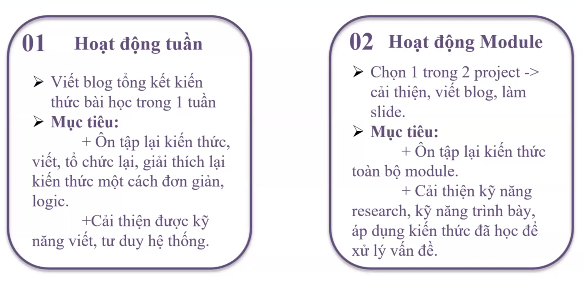 01 Hoạt động tuần
➢ Viết blog tổng kết kiến
thức bài học trong 1 tuần
➢ Mục tiêu:
+ Ôn tập lại kiến thức,
viết, tổ chức lại, giải thích lại
kiến thức một cách đơn giản,
logic.
+Cải thiện được kỹ
năng viết, tư duy hệ thống.
02 Hoạt động Module
➢ Chọn 1 trong 2 project ->
cải thiện, viết blog, làm
slide.
➢ Mục tiêu:
+ Ôn tập lại kiến thức
toàn bộ module.
+ Cải thiện kỹ năng
research, kỹ năng trình bày,
áp dụng kiến thức đã học để
xử lý vấn đề.